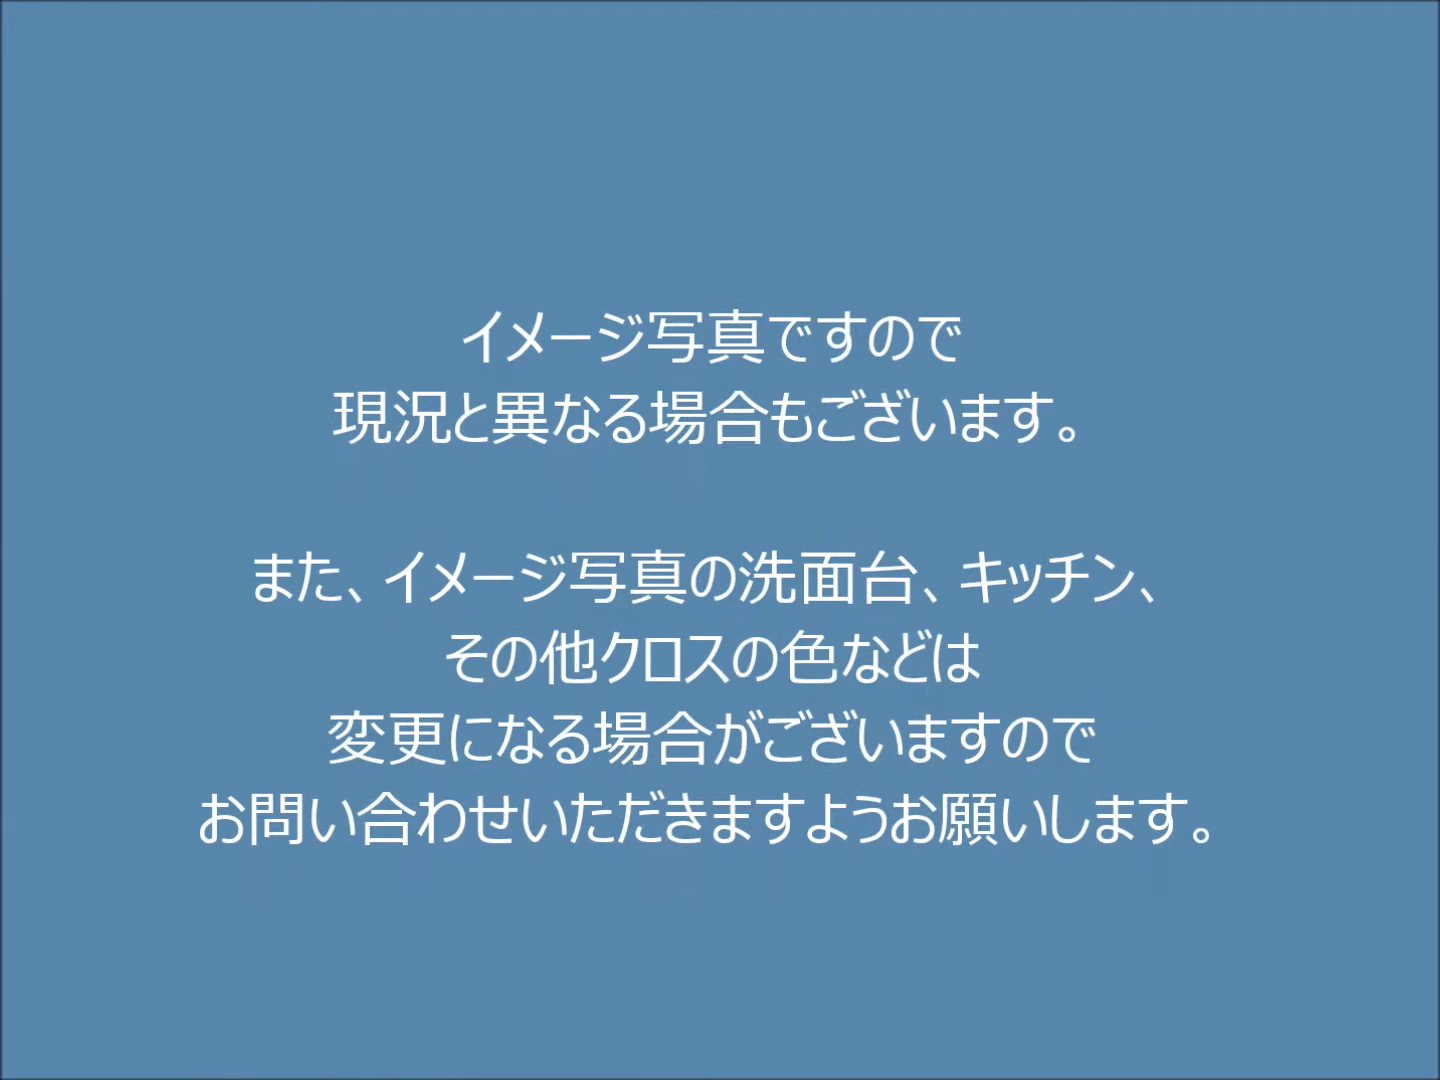 イメージ写真ですので
現況と異なる場合もございます。
また、イメージ写真の洗面台、キッチン、
その他クロスの色などは
変更になる場合がございますので
お問い合わせいただきますようお願いします。